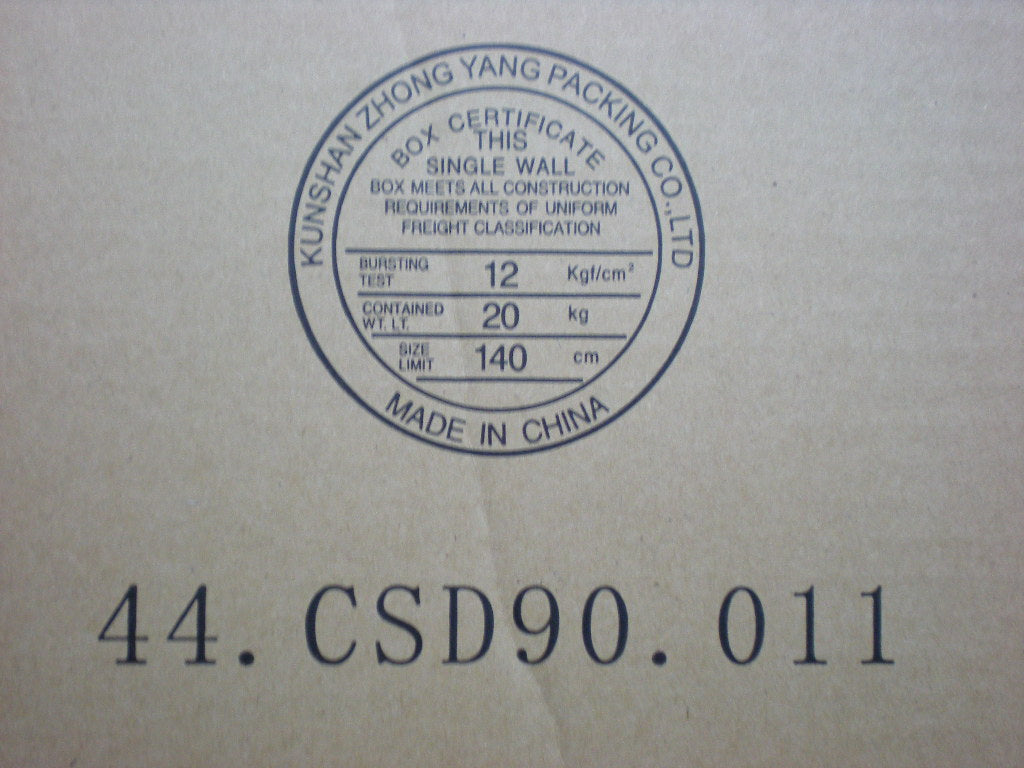 KUNSHAN ZHONG YANG PACKING CO.,LTD
BOX CERTIFICATE
THIS
SINGLE WALL
BOX MEETS ALL CONSTRUCTION
REQUIREMENTS OF UNIFORM
FREIGHT CLASSIFICATION
BURSTING TEST 12 Kgf/cm²
CONTAINED WT. LT. 20 kg
SIZE LIMIT 140 cm
MADE IN CHINA
44.CSD90.011